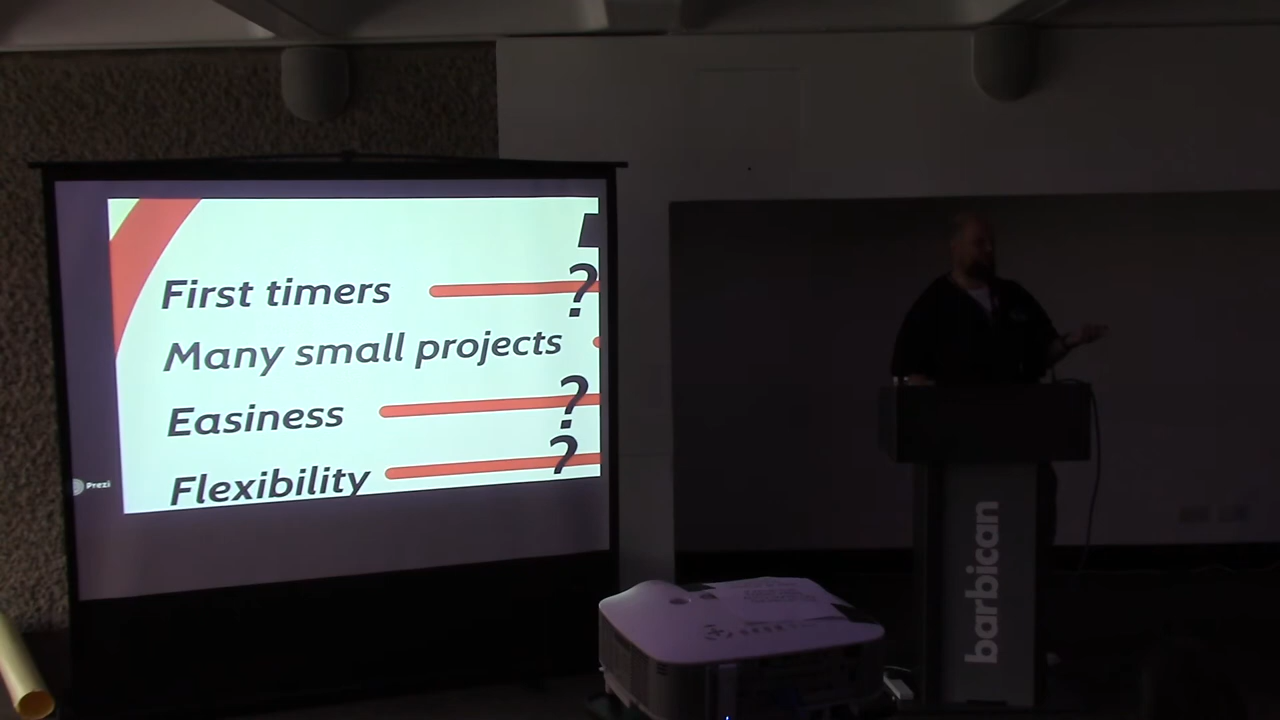 First timers ?
Many small projects
Easiness ?
Flexibility ?
Prezi
barbican